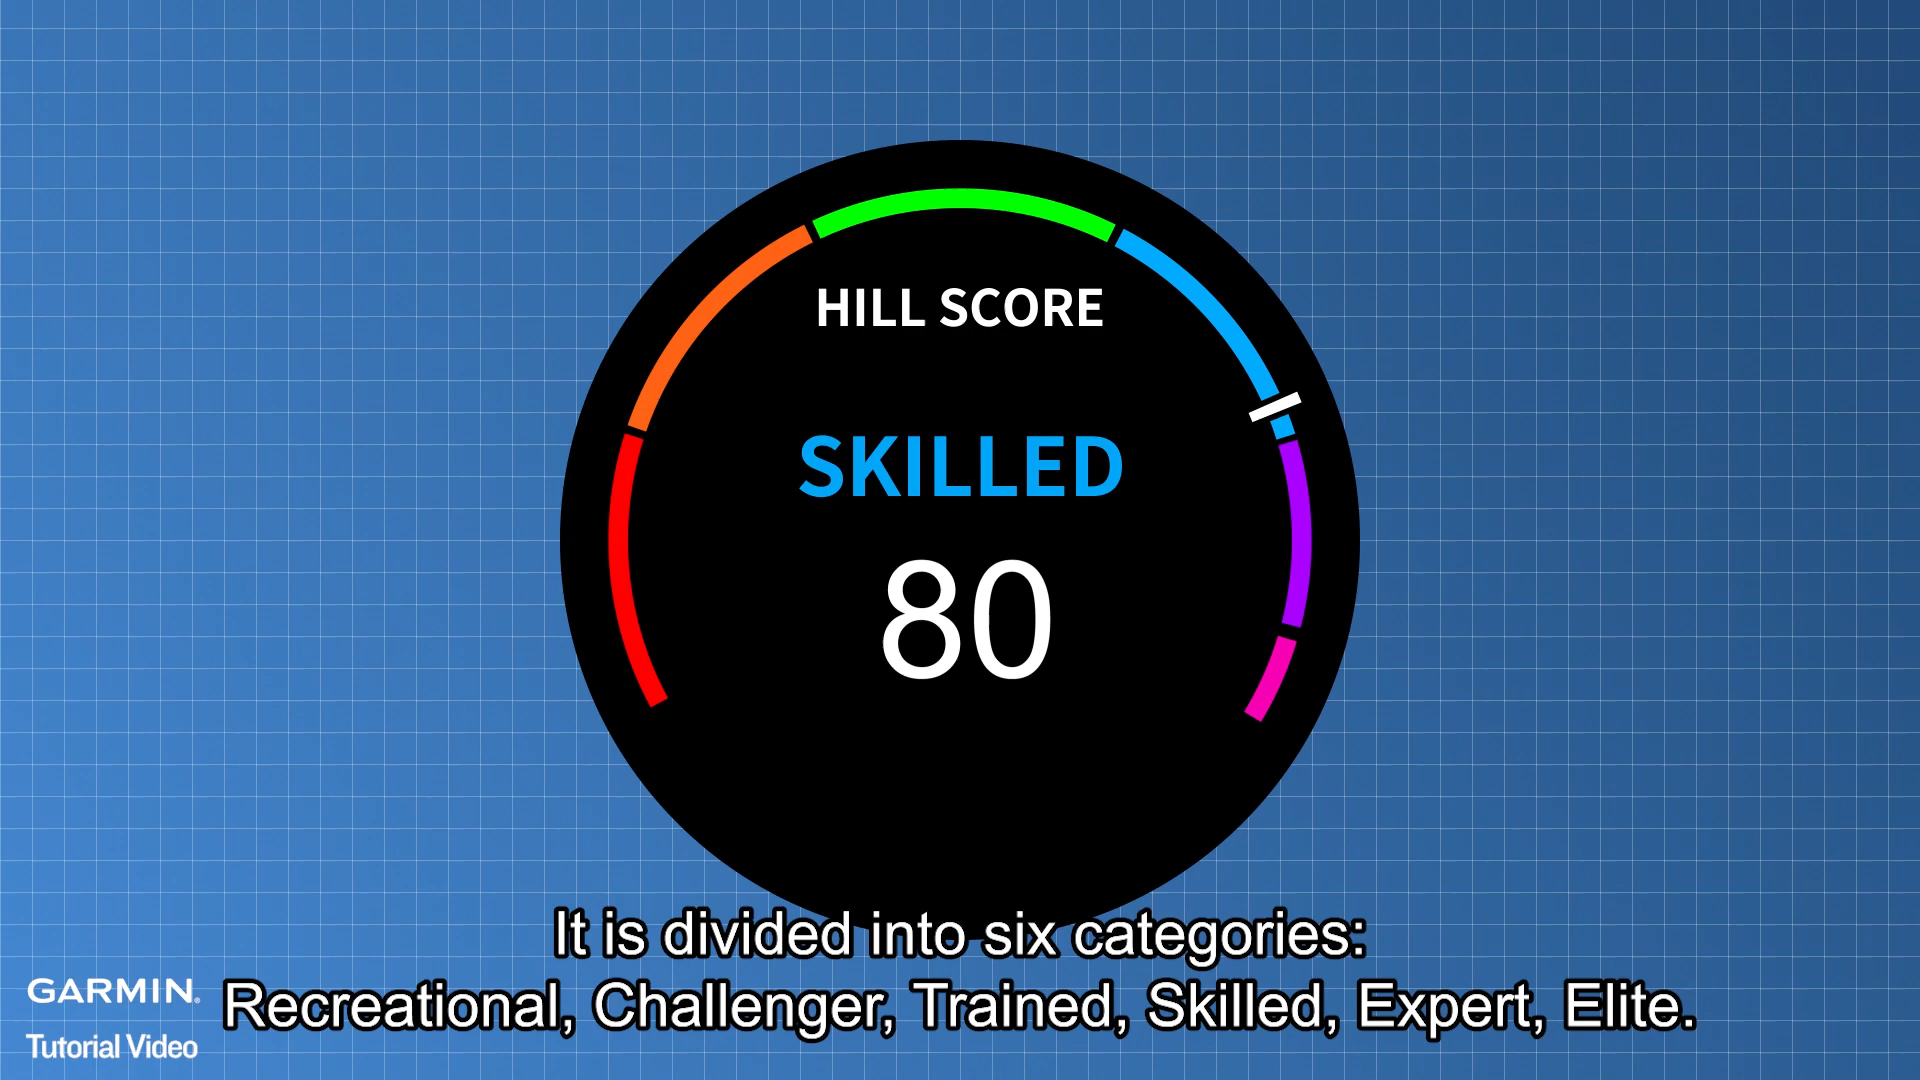 HILL SCORE
SKILLED
80
It is divided into six categories:
Recreational, Challenger, Trained, Skilled, Expert, Elite.
GARMIN®
Tutorial Video